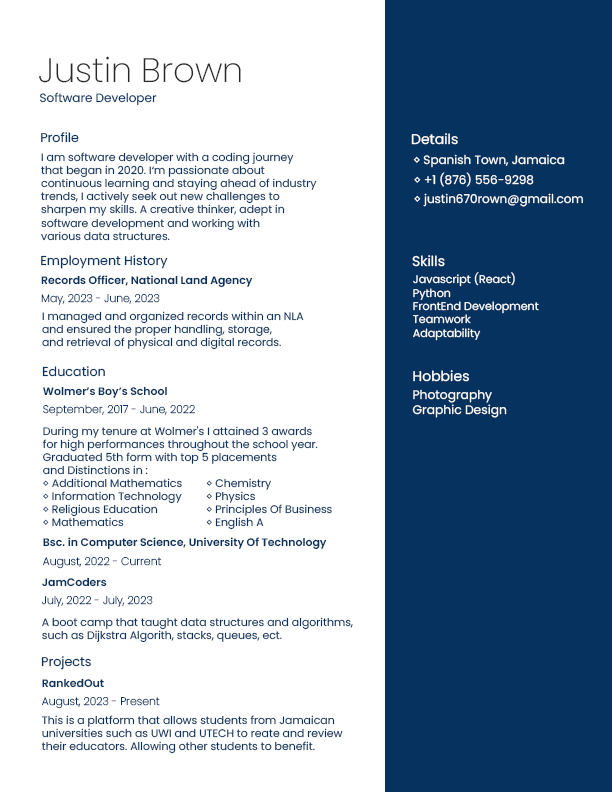 Justin Brown
Software Developer
Profile
I am software developer with a coding journey
that began in 2020. I'm passionate about
continuous learning and staying ahead of industry
trends, I actively seek out new challenges to
sharpen my skills. A creative thinker, adept in
software development and working with
various data structures.
Employment History
Records Officer, National Land Agency
May, 2023 - June, 2023
I managed and organized records within an NLA
and ensured the proper handling, storage,
and retrieval of physical and digital records.
Education
Wolmer's Boy's School
September, 2017 - June, 2022
During my tenure at Wolmer's I attained 3 awards
for high performances throughout the school year.
Graduated 5th form with top 5 placements
and Distinctions in :
⋄ Additional Mathematics
⋄ Information Technology
⋄ Religious Education
⋄ Mathematics
⋄ Chemistry
⋄ Physics
⋄ Principles Of Business
⋄ English A
Bsc. in Computer Science, University Of Technology
August, 2022 - Current
JamCoders
July, 2022 - July, 2023
A boot camp that taught data structures and algorithms,
such as Dijkstra Algorith, stacks, queues, ect.
Projects
RankedOut
August, 2023 - Present
This is a platform that allows students from Jamaican
universities such as UWI and UTECH to reate and review
their educators. Allowing other students to benefit.
Details
⋄ Spanish Town, Jamaica
⋄ +1 (876) 556-9298
⋄ justin670rown@gmail.com
Skills
Javascript (React)
Python
FrontEnd Development
Teamwork
Adaptability
Hobbies
Photography
Graphic Design